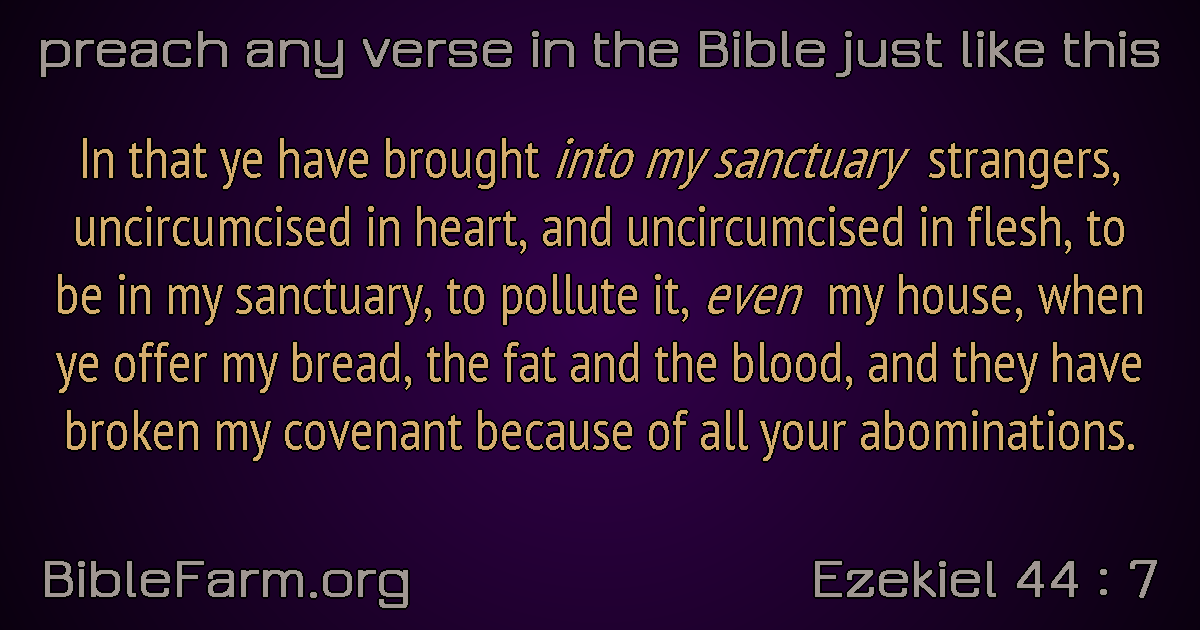 preach any verse in the Bible just like this
In that ye have brought into my sanctuary strangers,
uncircumcised in heart, and uncircumcised in flesh, to
be in my sanctuary, to pollute it, even my house, when
ye offer my bread, the fat and the blood, and they have
broken my covenant because of all your abominations.
BibleFarm.org
Ezekiel 44 : 7